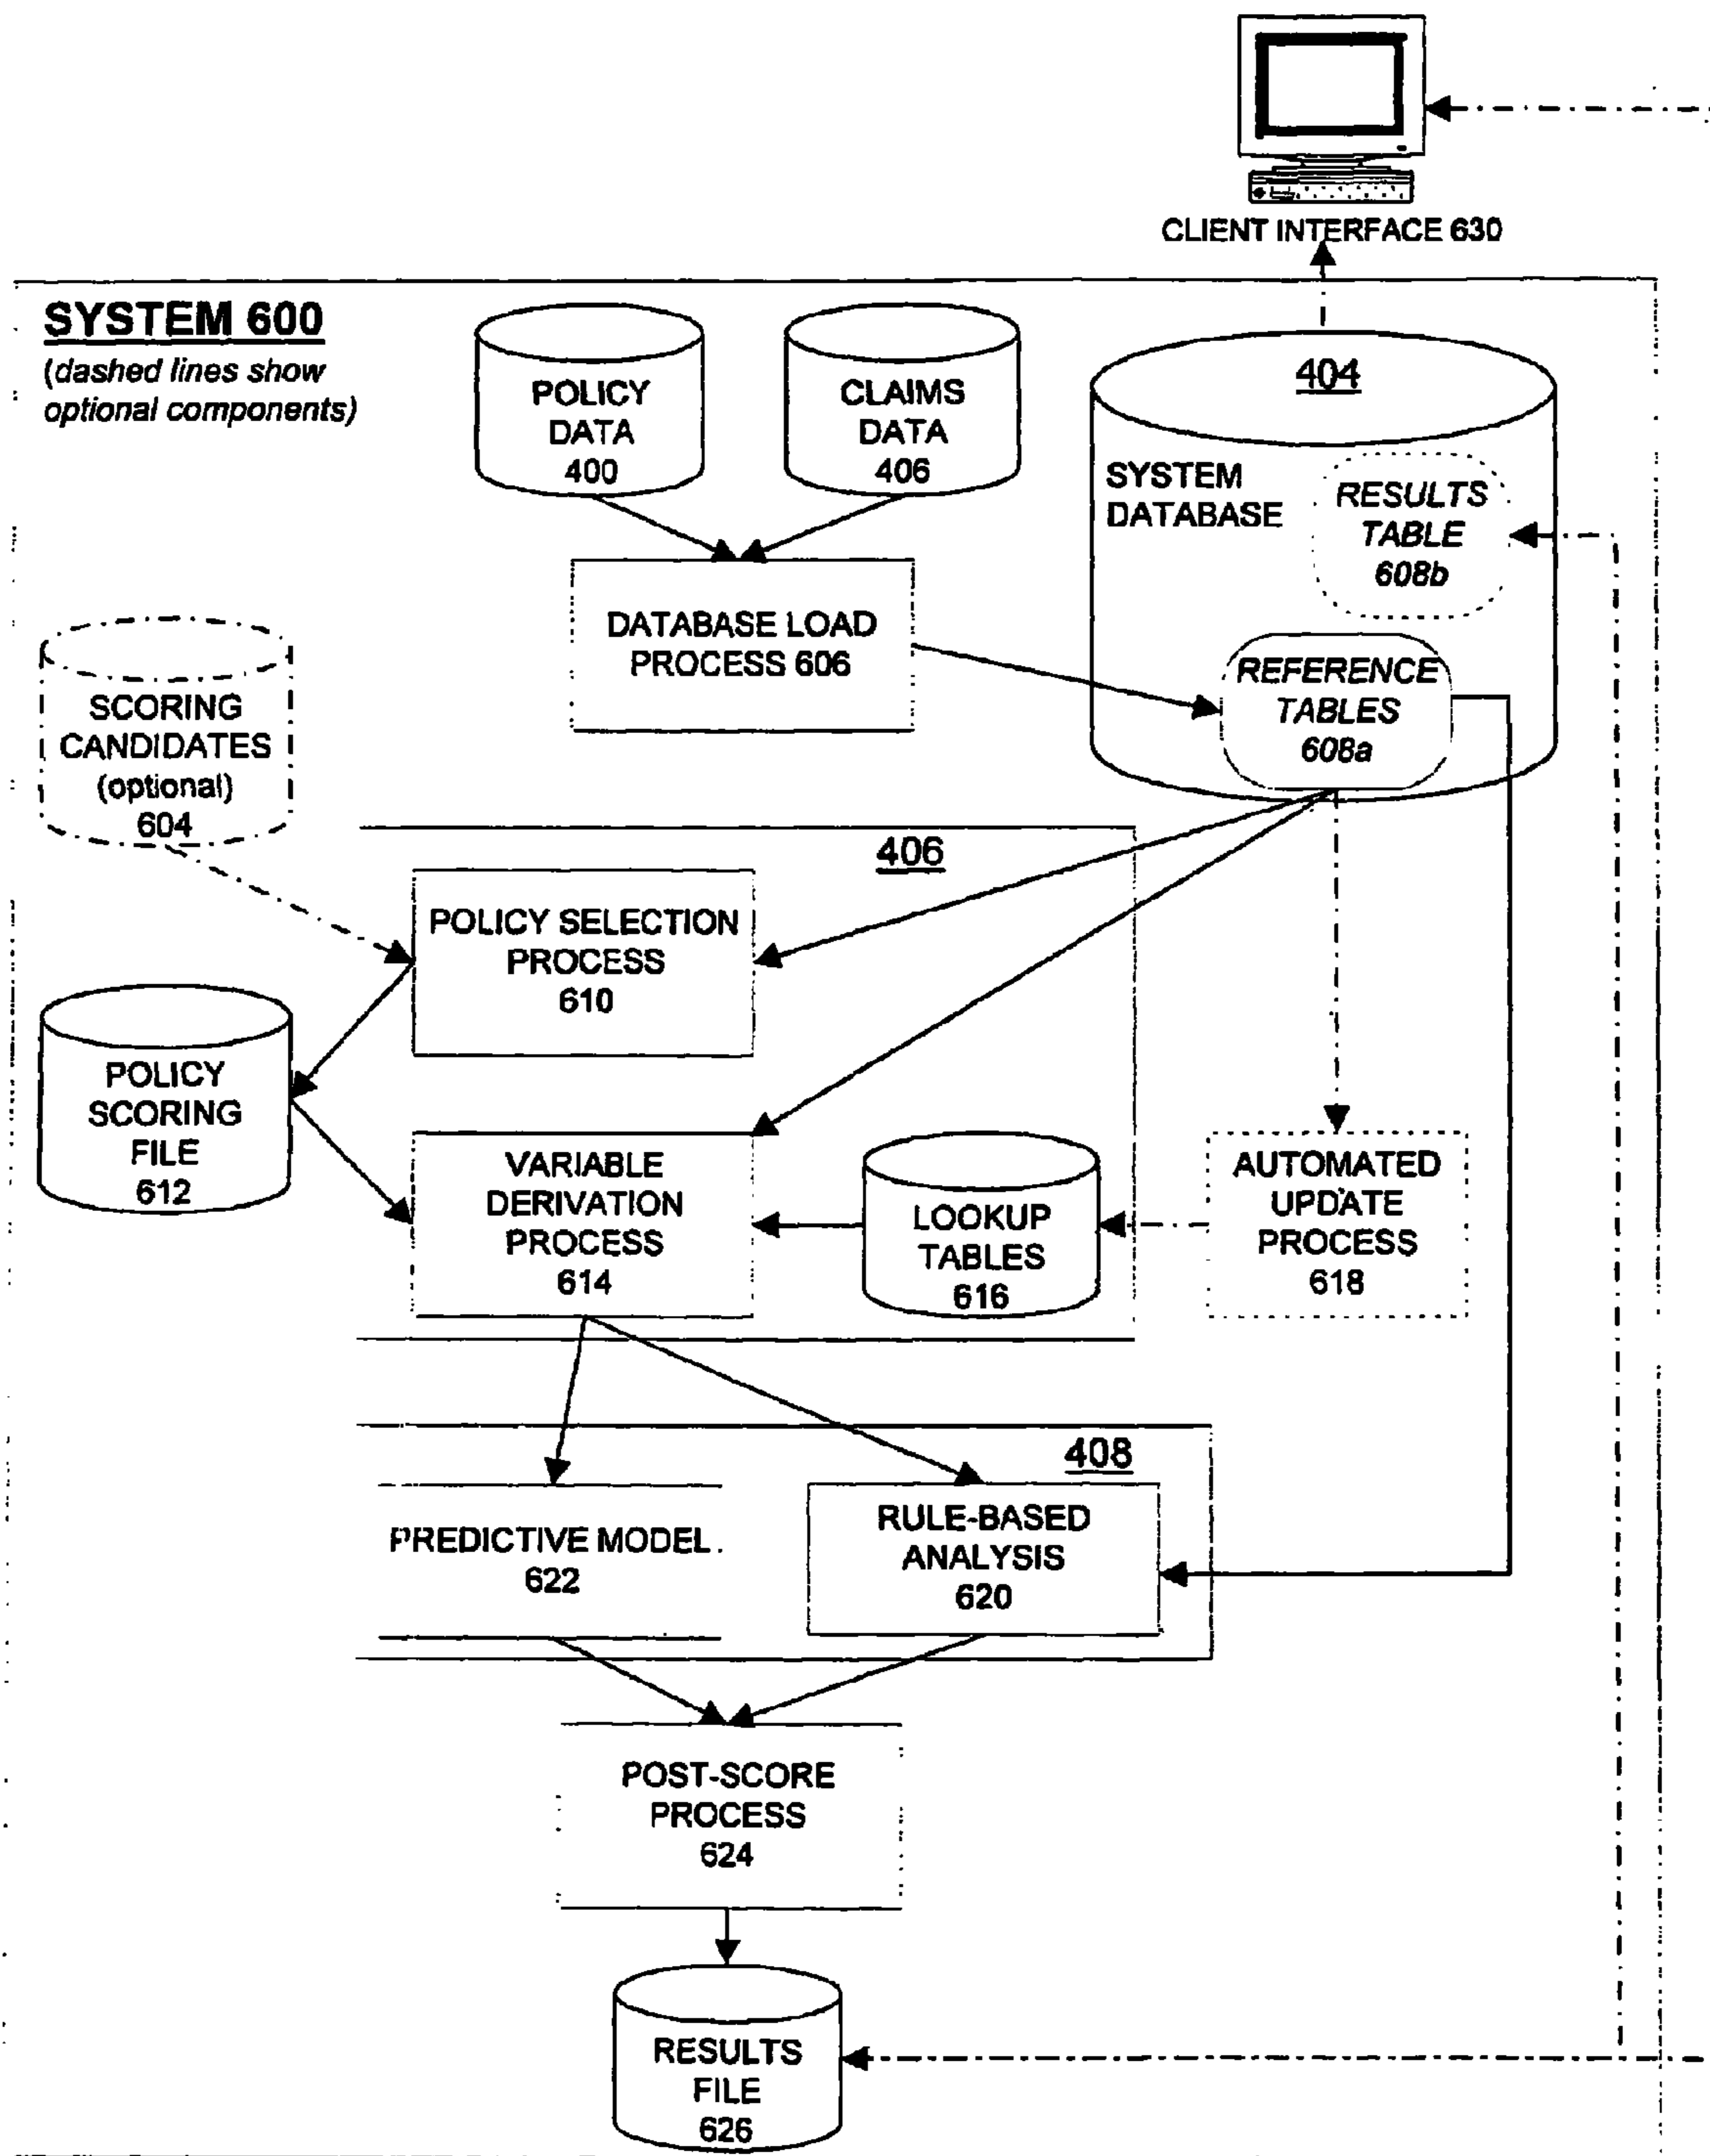 CLIENT INTERFACE 630
SYSTEM 600
(dashed lines show
optional components)
POLICY
DATA
400
CLAIMS
DATA
406
404
SYSTEM
DATABASE
RESULTS
TABLE
608b
DATABASE LOAD
PROCESS 606
REFERENCE
TABLES
608a
SCORING
CANDIDATES
(optional)
604
406
POLICY SELECTION
PROCESS
610
POLICY
SCORING
FILE
612
VARIABLE
DERIVATION
PROCESS
614
LOOKUP
TABLES
616
AUTOMATED
UPDATE
PROCESS
618
408
PREDICTIVE MODEL
622
RULE-BASED
ANALYSIS
620
POST-SCORE
PROCESS
624
RESULTS
FILE
626